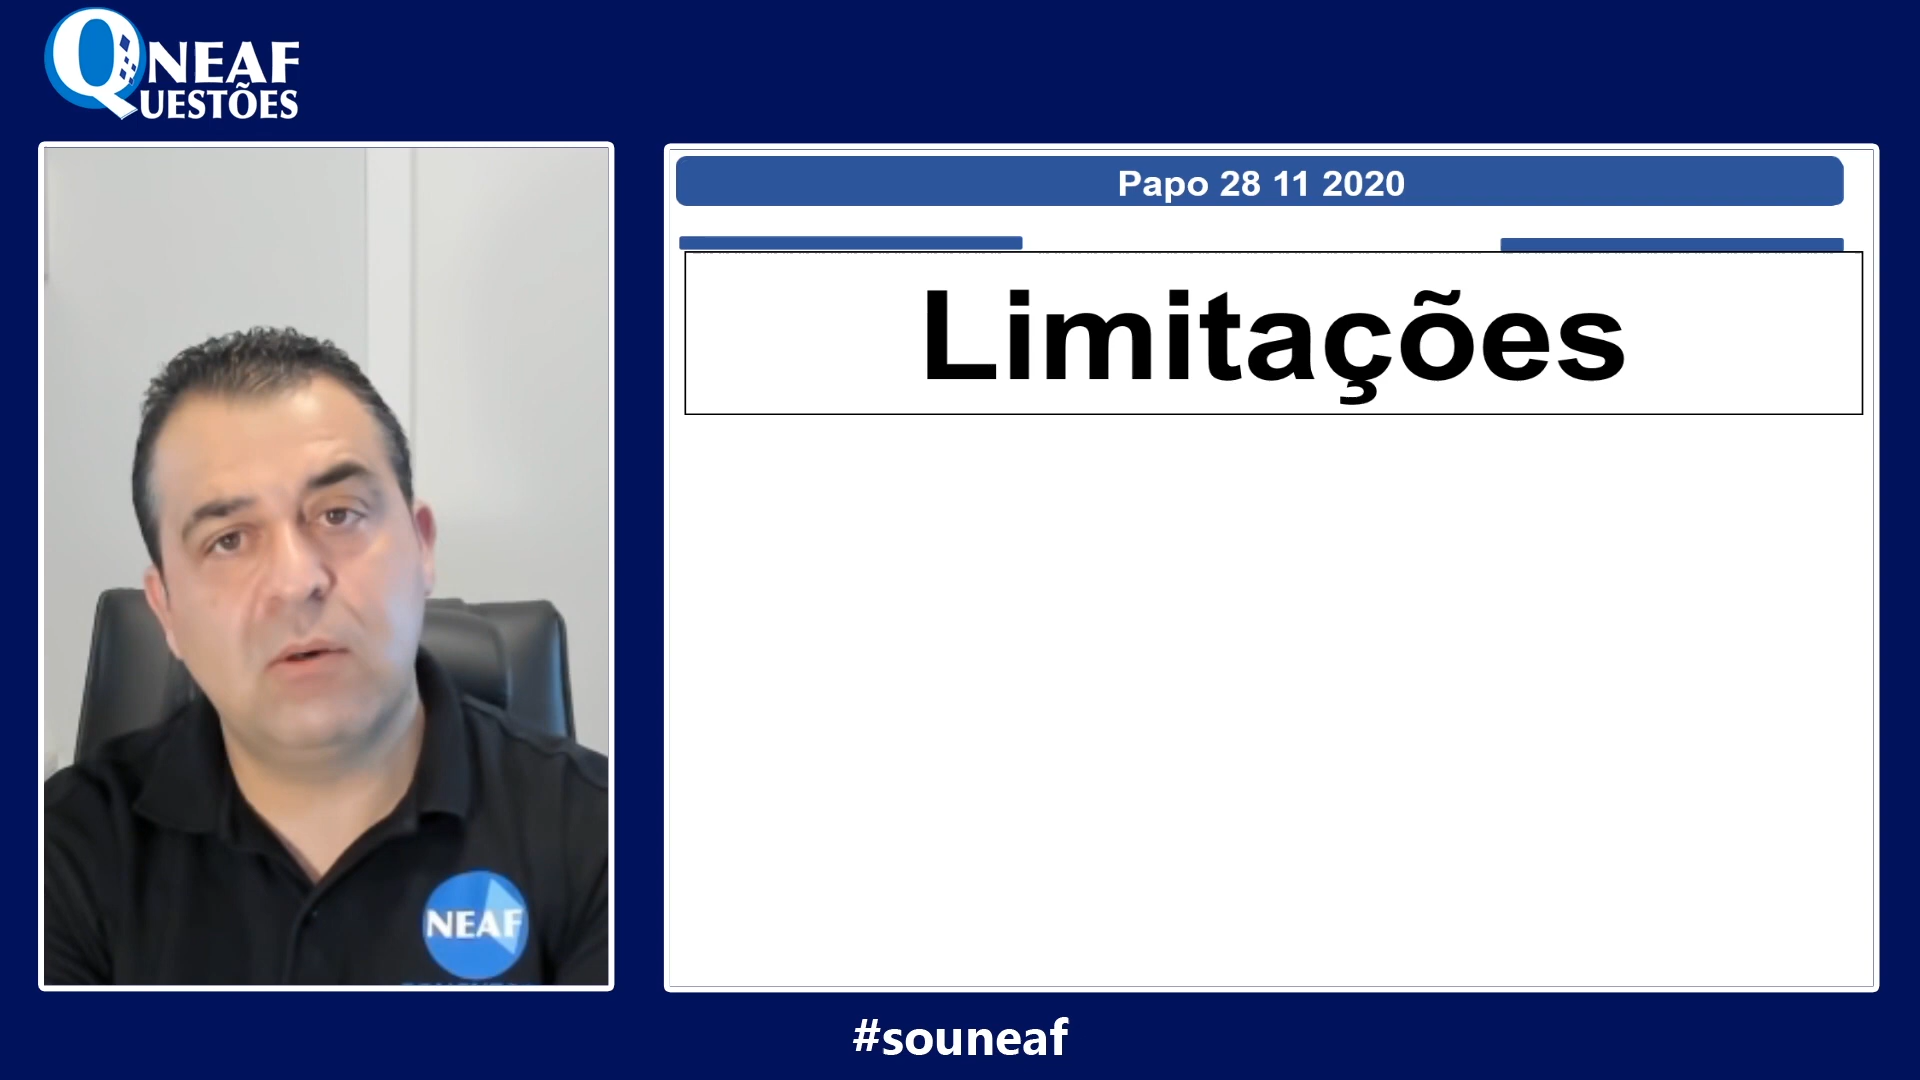 QNEAF
QUESTÕES
Papo 28 11 2020
Limitações
NEAF
#souneaf